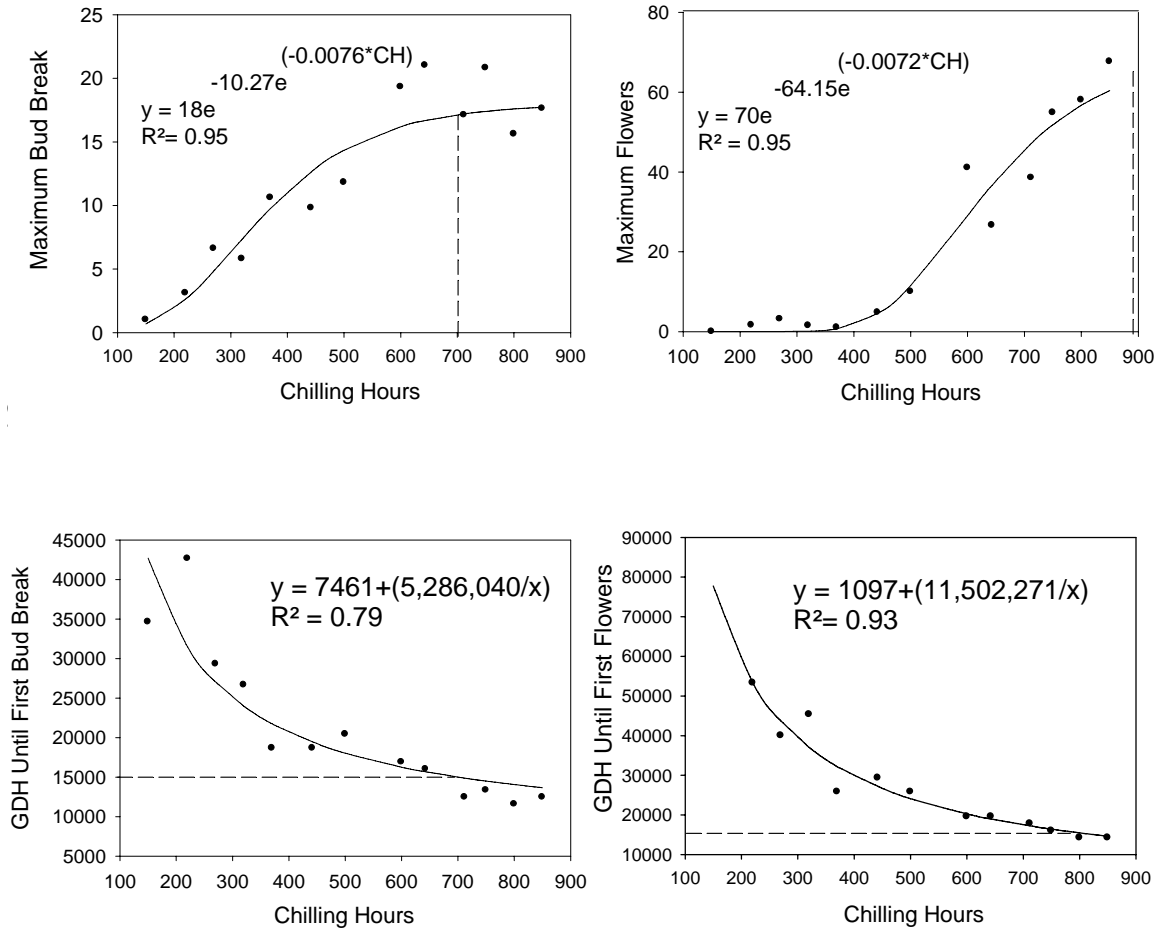 25
20
15
10
5
0
Maximum Bud Break
(-0.0076*CH)
-10.27e
y = 18e
R²= 0.95
100 200 300 400 500 600 700 800 900
Chilling Hours
80
60
40
20
0
Maximum Flowers
(-0.0072*CH)
-64.15e
y = 70e
R² = 0.95
100 200 300 400 500 600 700 800 900
Chilling Hours
45000
40000
35000
30000
25000
20000
15000
10000
5000
GDH Until First Bud Break
y = 7461+(5,286,040/x)
R² = 0.79
100 200 300 400 500 600 700 800 900
Chilling Hours
90000
80000
70000
60000
50000
40000
30000
20000
10000
GDH Until First Flowers
y = 1097+(11,502,271/x)
R²= 0.93
100 200 300 400 500 600 700 800 900
Chilling Hours